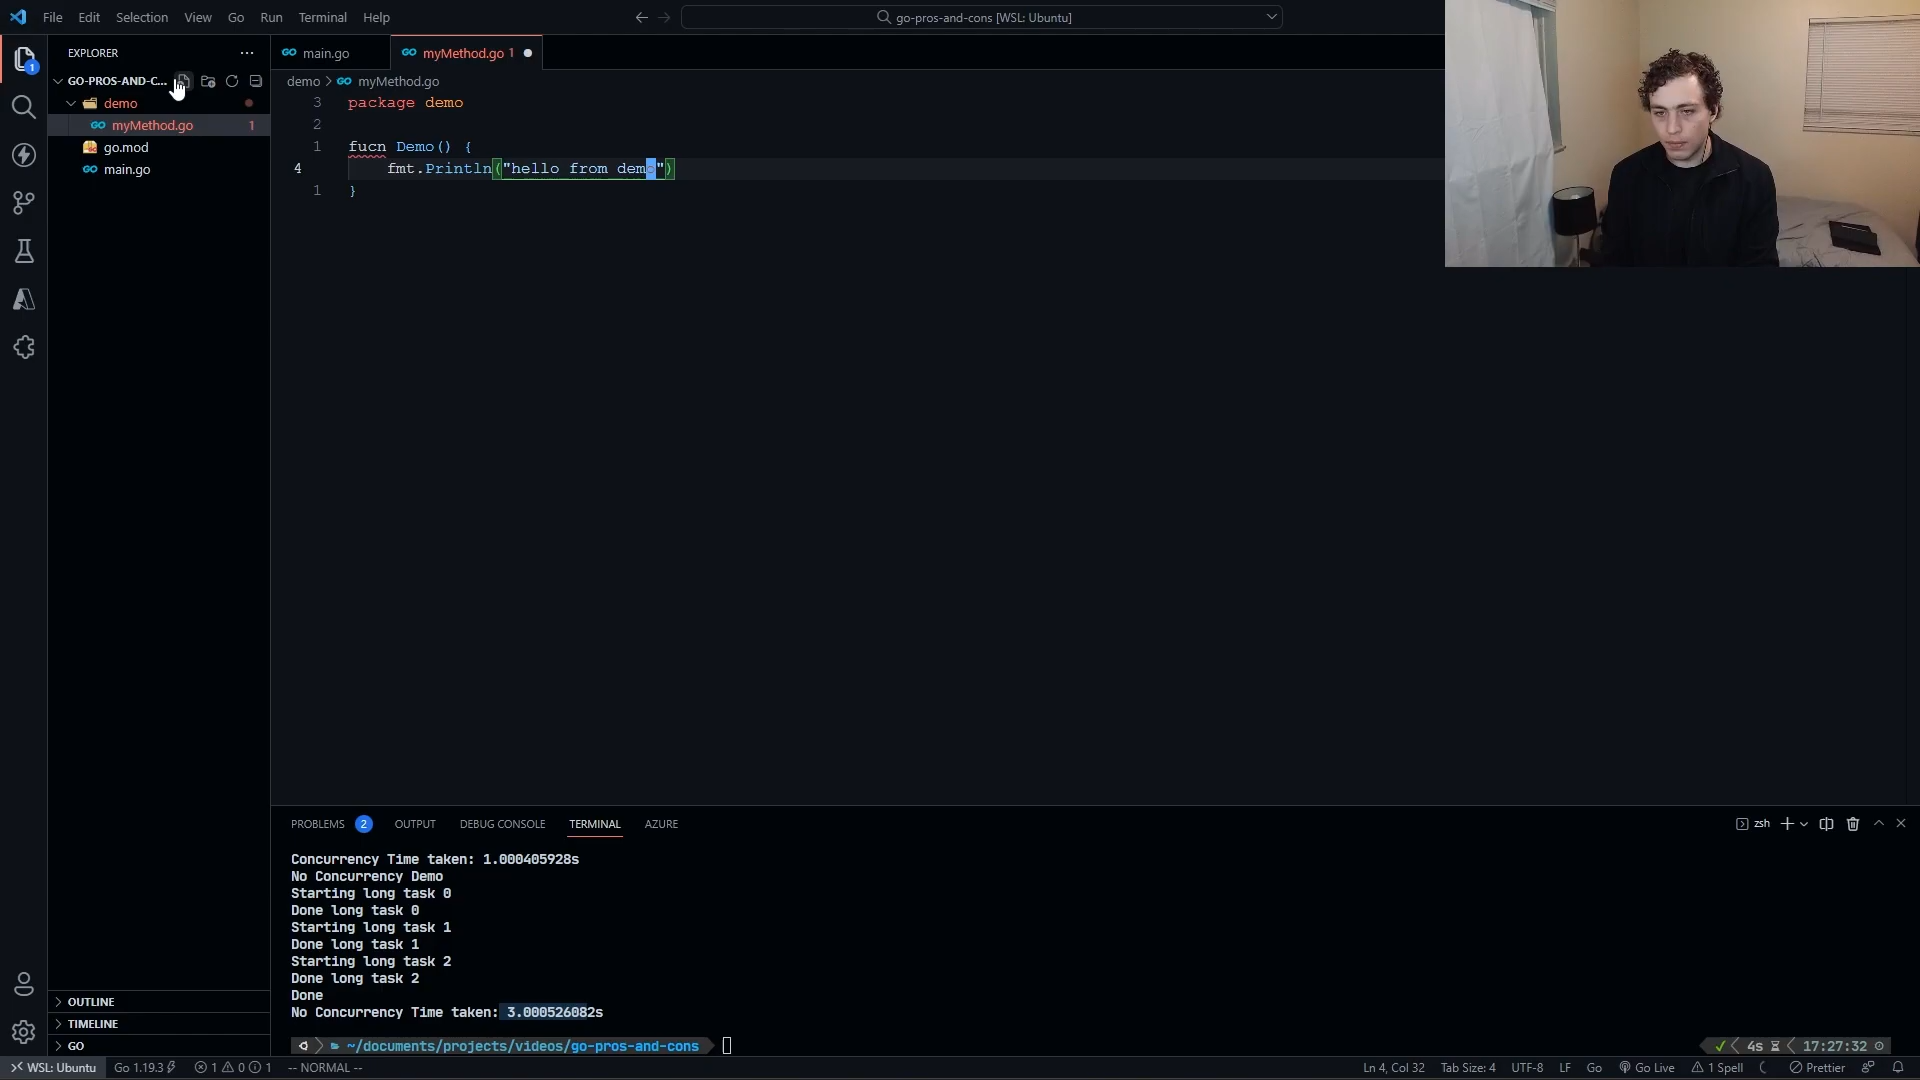 File Edit Selection View Go Run Terminal Help
go-pros-and-cons [WSL: Ubuntu]
EXPLORER
GO-PROS-AND-C...
demo
myMethod.go 1
go.mod
main.go
OUTLINE
TIMELINE
GO
1
main.go
myMethod.go 1
demo > myMethod.go
3 package demo
2
1 fucn Demo() {
4 fmt.Println("hello from demo")
1 }
PROBLEMS 2 OUTPUT DEBUG CONSOLE TERMINAL AZURE
zsh
Concurrency Time taken: 1.000405928s
No Concurrency Demo
Starting long task 0
Done long task 0
Starting long task 1
Done long task 1
Starting long task 2
Done long task 2
Done
No Concurrency Time taken: 3.000526082s
~/documents/projects/videos/go-pros-and-cons
4s 17:27:32
WSL: Ubuntu Go 1.19.3 1 0 1 -- NORMAL --
Ln 4, Col 32 Tab Size: 4 UTF-8 LF Go Go Live 1 Spell Prettier